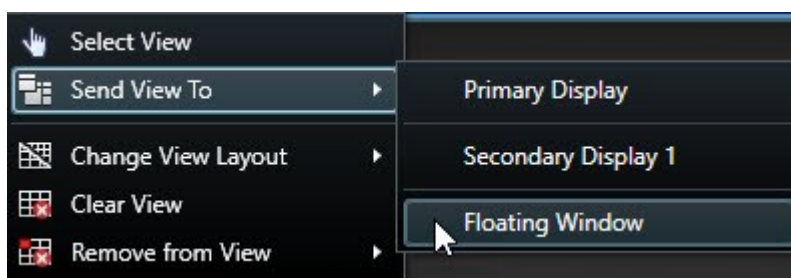 Select View
Send View To
Primary Display
Change View Layout
Secondary Display 1
Clear View
Floating Window
Remove from View